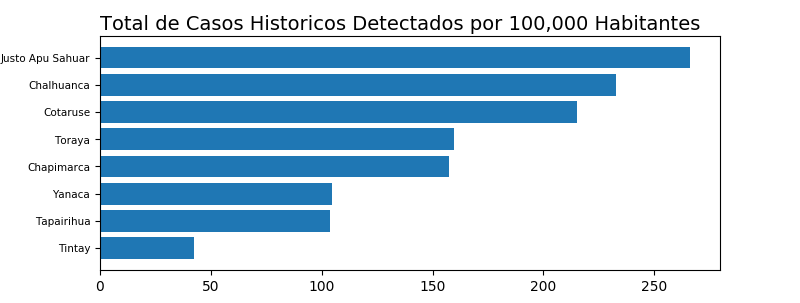 Total de Casos Historicos Detectados por 100,000 Habitantes
Justo Apu Sahuar
Chalhuanca
Cotaruse
Toraya
Chapimarca
Yanaca
Tapairihua
Tintay
0 50 100 150 200 250